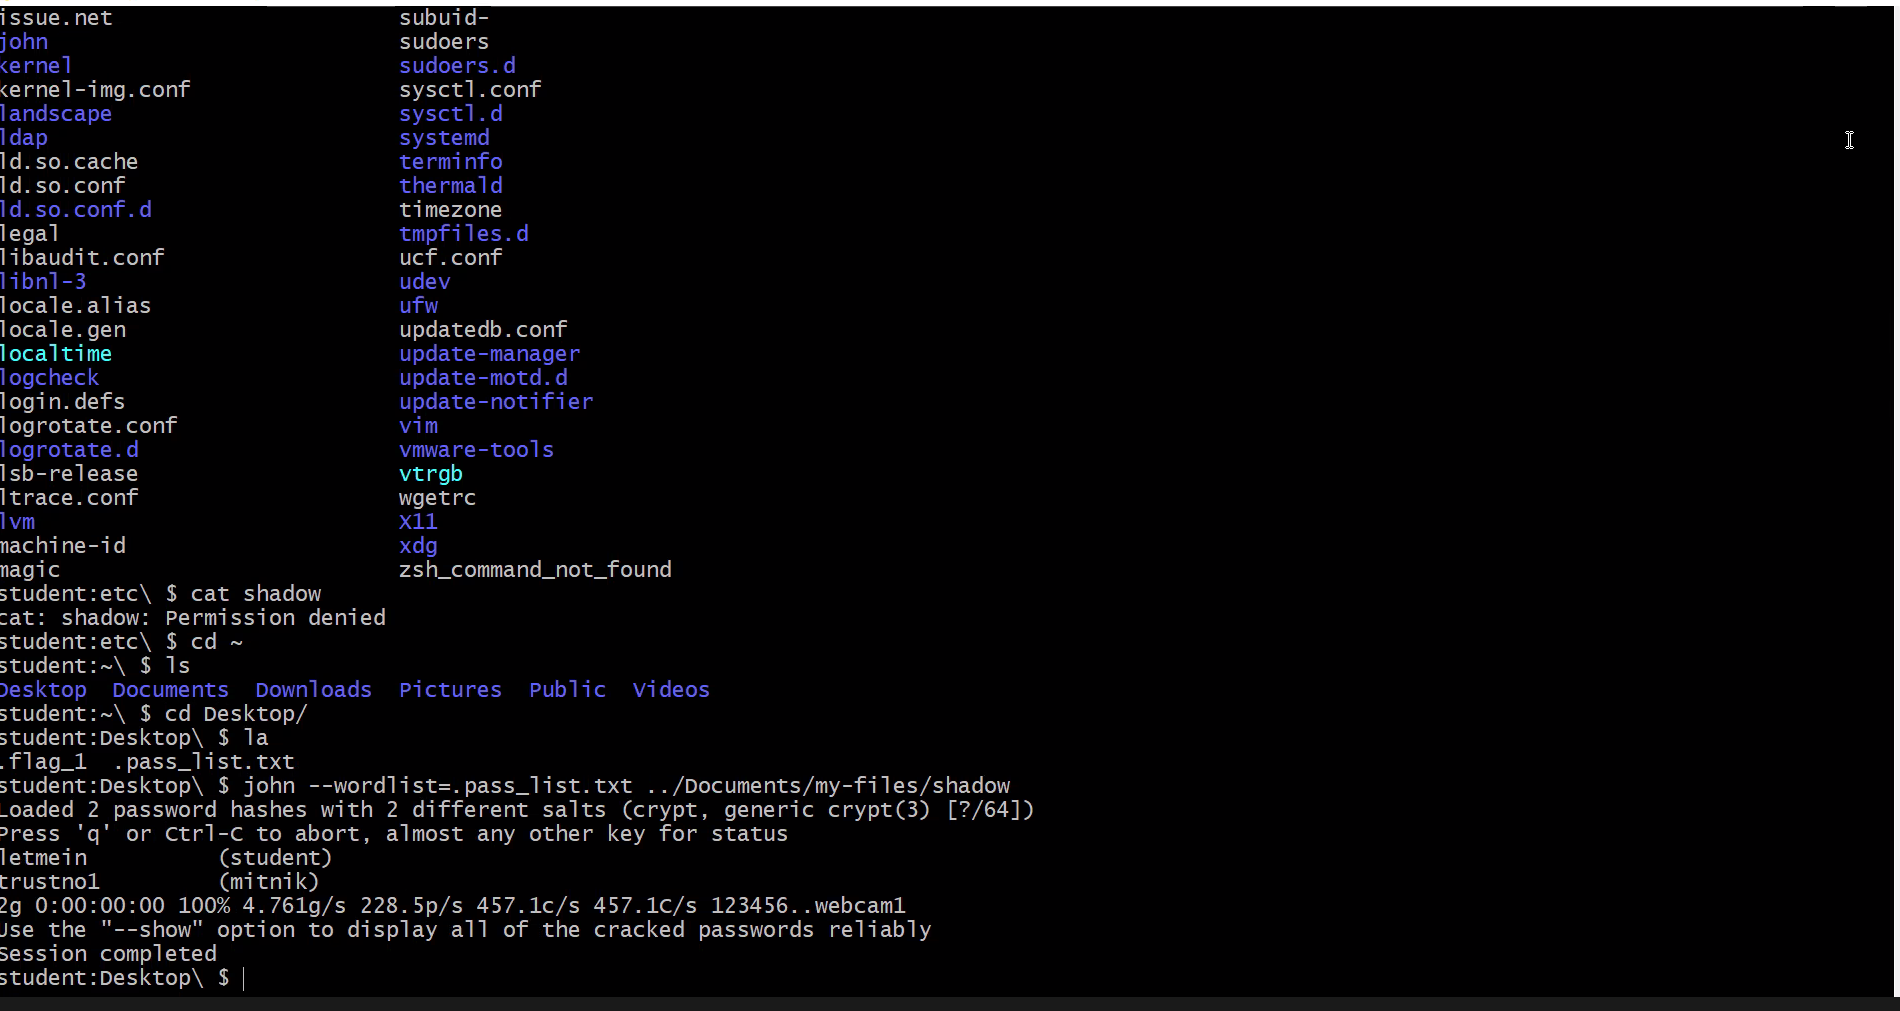 issue.net                      subuid-
john                           sudoers
kernel                         sudoers.d
kernel-img.conf                sysctl.conf
landscape                      sysctl.d
ldap                           systemd
ld.so.cache                    terminfo
ld.so.conf                     thermald
ld.so.conf.d                   timezone
legal                          tmpfiles.d
libaudit.conf                  ucf.conf
libnl-3                        udev
locale.alias                   ufw
locale.gen                     updatedb.conf
localtime                      update-manager
logcheck                       update-motd.d
login.defs                     update-notifier
logrotate.conf                 vim
logrotate.d                    vmware-tools
lsb-release                    vtrgb
ltrace.conf                    wgetrc
lvm                            X11
machine-id                     xdg
magic                          zsh_command_not_found
student:etc\ $ cat shadow
cat: shadow: Permission denied
student:etc\ $ cd ~
student:~\ $ ls
Desktop  Documents  Downloads  Pictures  Public  Videos
student:~\ $ cd Desktop/
student:Desktop\ $ la
.flag_1  .pass_list.txt
student:Desktop\ $ john --wordlist=.pass_list.txt ../Documents/my-files/shadow
Loaded 2 password hashes with 2 different salts (crypt, generic crypt(3) [?/64])
Press 'q' or Ctrl-C to abort, almost any other key for status
letmein          (student)
trustno1         (mitnik)
2g 0:00:00:00 100% 4.761g/s 228.5p/s 457.1c/s 457.1C/s 123456..webcam1
Use the "--show" option to display all of the cracked passwords reliably
Session completed
student:Desktop\ $